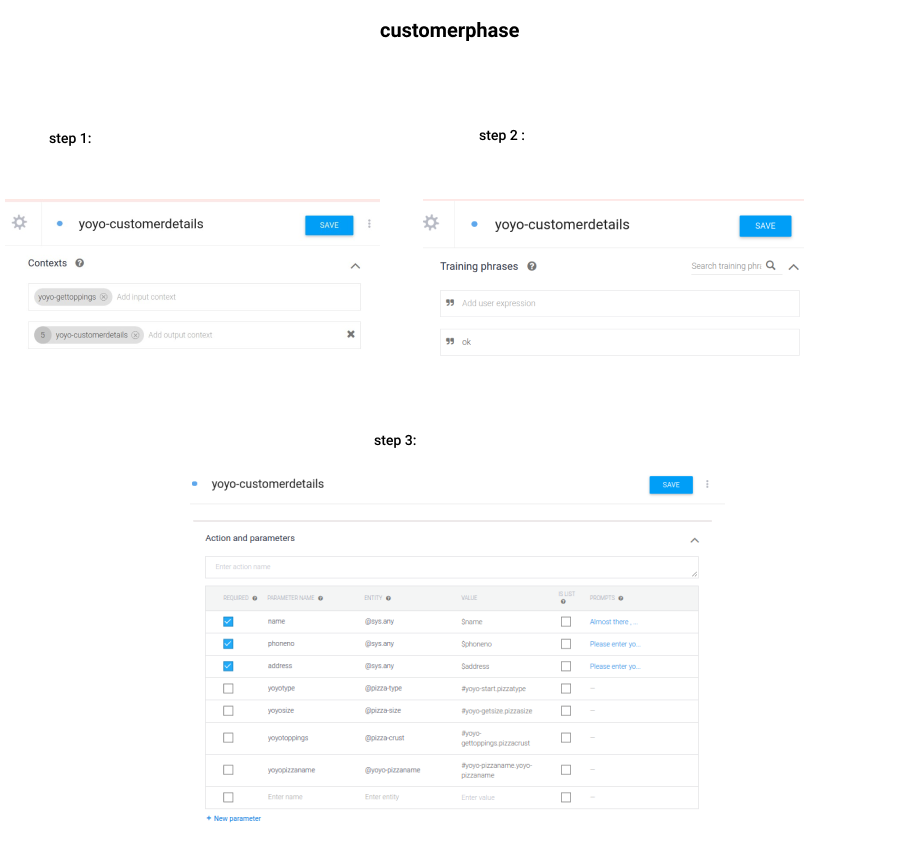 customerphase
step 1:
yoyo-customerdetails
SAVE
Contexts
yoyo-gettoppings
Add input context
5 yoyo-customerdetails
Add output context
step 2 :
yoyo-customerdetails
SAVE
Training phrases
Search training phr
Add user expression
ok
step 3:
yoyo-customerdetails
SAVE
Action and parameters
Enter action name
REQUIRED PARAMETER NAME ENTITY VALUE IS LIST PROMPTS
name @sys.any $name Almost there , ...
phoneno @sys.any $phoneno Please enter yo...
address @sys.any $address Please enter yo...
yoyotype @pizza-type #yoyo-start.pizzatype –
yoyosize @pizza-size #yoyo-getsize.pizzasize –
yoyotoppings @pizza-crust #yoyo-
gettoppings.pizzacrust –
yoyopizzaname @yoyo-pizzaname #yoyo-pizzaname.yoyo-
pizzaname –
Enter name Enter entity Enter value –
+ New parameter